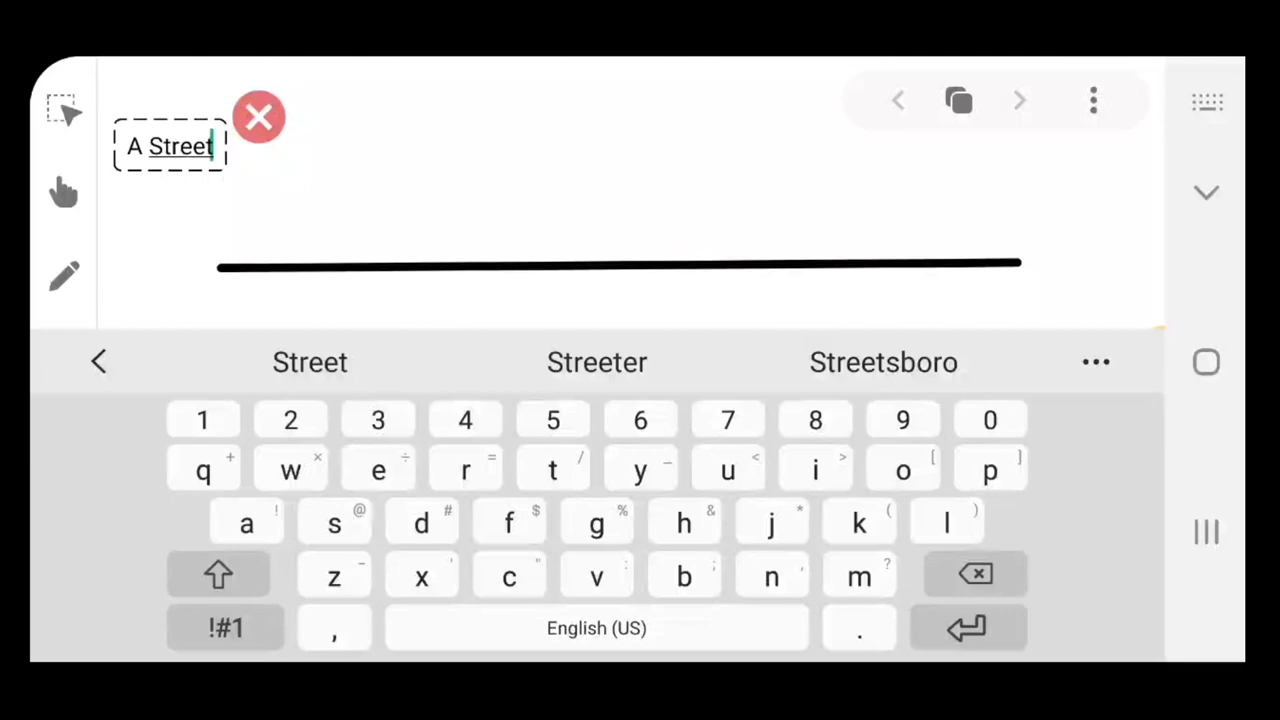 A Street
Street Streeter Streetsboro
1 2 3 4 5 6 7 8 9 0
q + w × e ÷ r = t / y _ u < i > o [ p ]
a ! s @ d # f $ g % h & j * k ( l )
z - x ' c " v : b ; n , m ?
!#1 , English (US) .